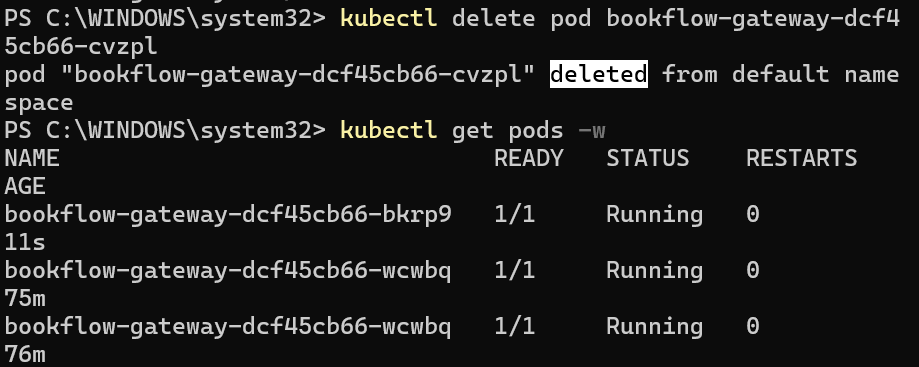 PS C:\WINDOWS\system32> kubectl delete pod bookflow-gateway-dcf4
5cb66-cvzpl
pod "bookflow-gateway-dcf45cb66-cvzpl" deleted from default name
space
PS C:\WINDOWS\system32> kubectl get pods -w
NAME                               READY   STATUS    RESTARTS
AGE
bookflow-gateway-dcf45cb66-bkrp9   1/1     Running   0
11s
bookflow-gateway-dcf45cb66-wcwbq   1/1     Running   0
75m
bookflow-gateway-dcf45cb66-wcwbq   1/1     Running   0
76m